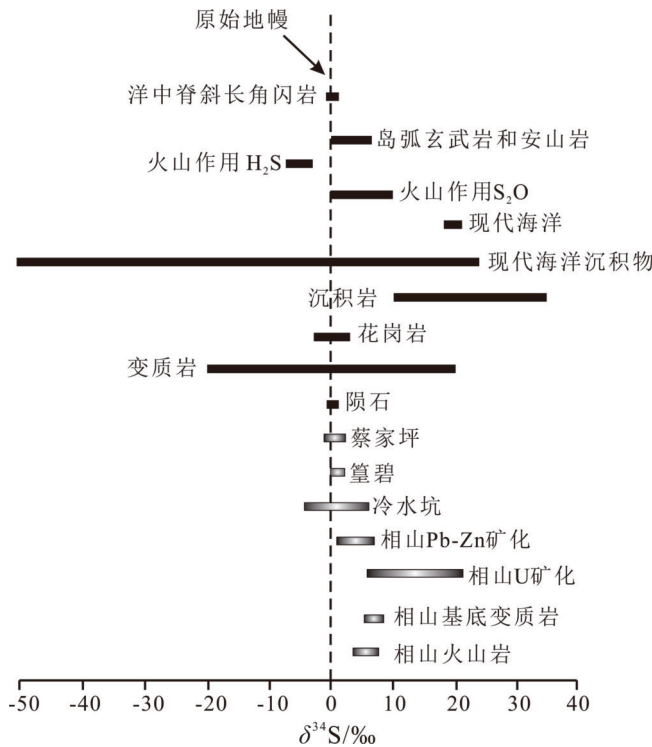 原始地幔
洋中脊斜长角闪岩
岛弧玄武岩和安山岩
火山作用 H₂S
火山作用S₂O
现代海洋
现代海洋沉积物
沉积岩
花岗岩
变质岩
陨石
蔡家坪
篁碧
冷水坑
相山Pb-Zn矿化
相山U矿化
相山基底变质岩
相山火山岩
-50 -40 -30 -20 -10 0 10 20 30 40
δ³⁴S/‰